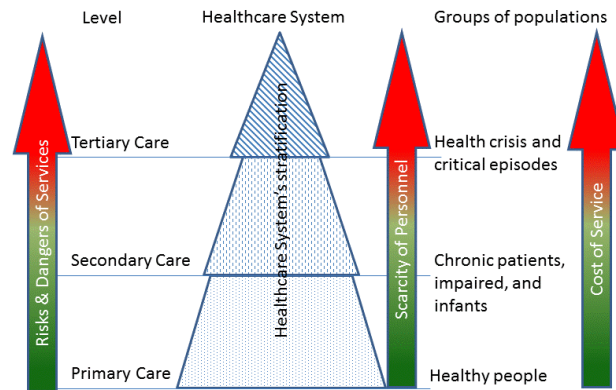 Level
Healthcare System
Groups of populations
Risks & Dangers of Services
Healthcare System's stratification
Scarcity of Personnel
Cost of Service
Tertiary Care
Health crisis and
critical episodes
Secondary Care
Chronic patients,
impaired, and
infants
Primary Care
Healthy people